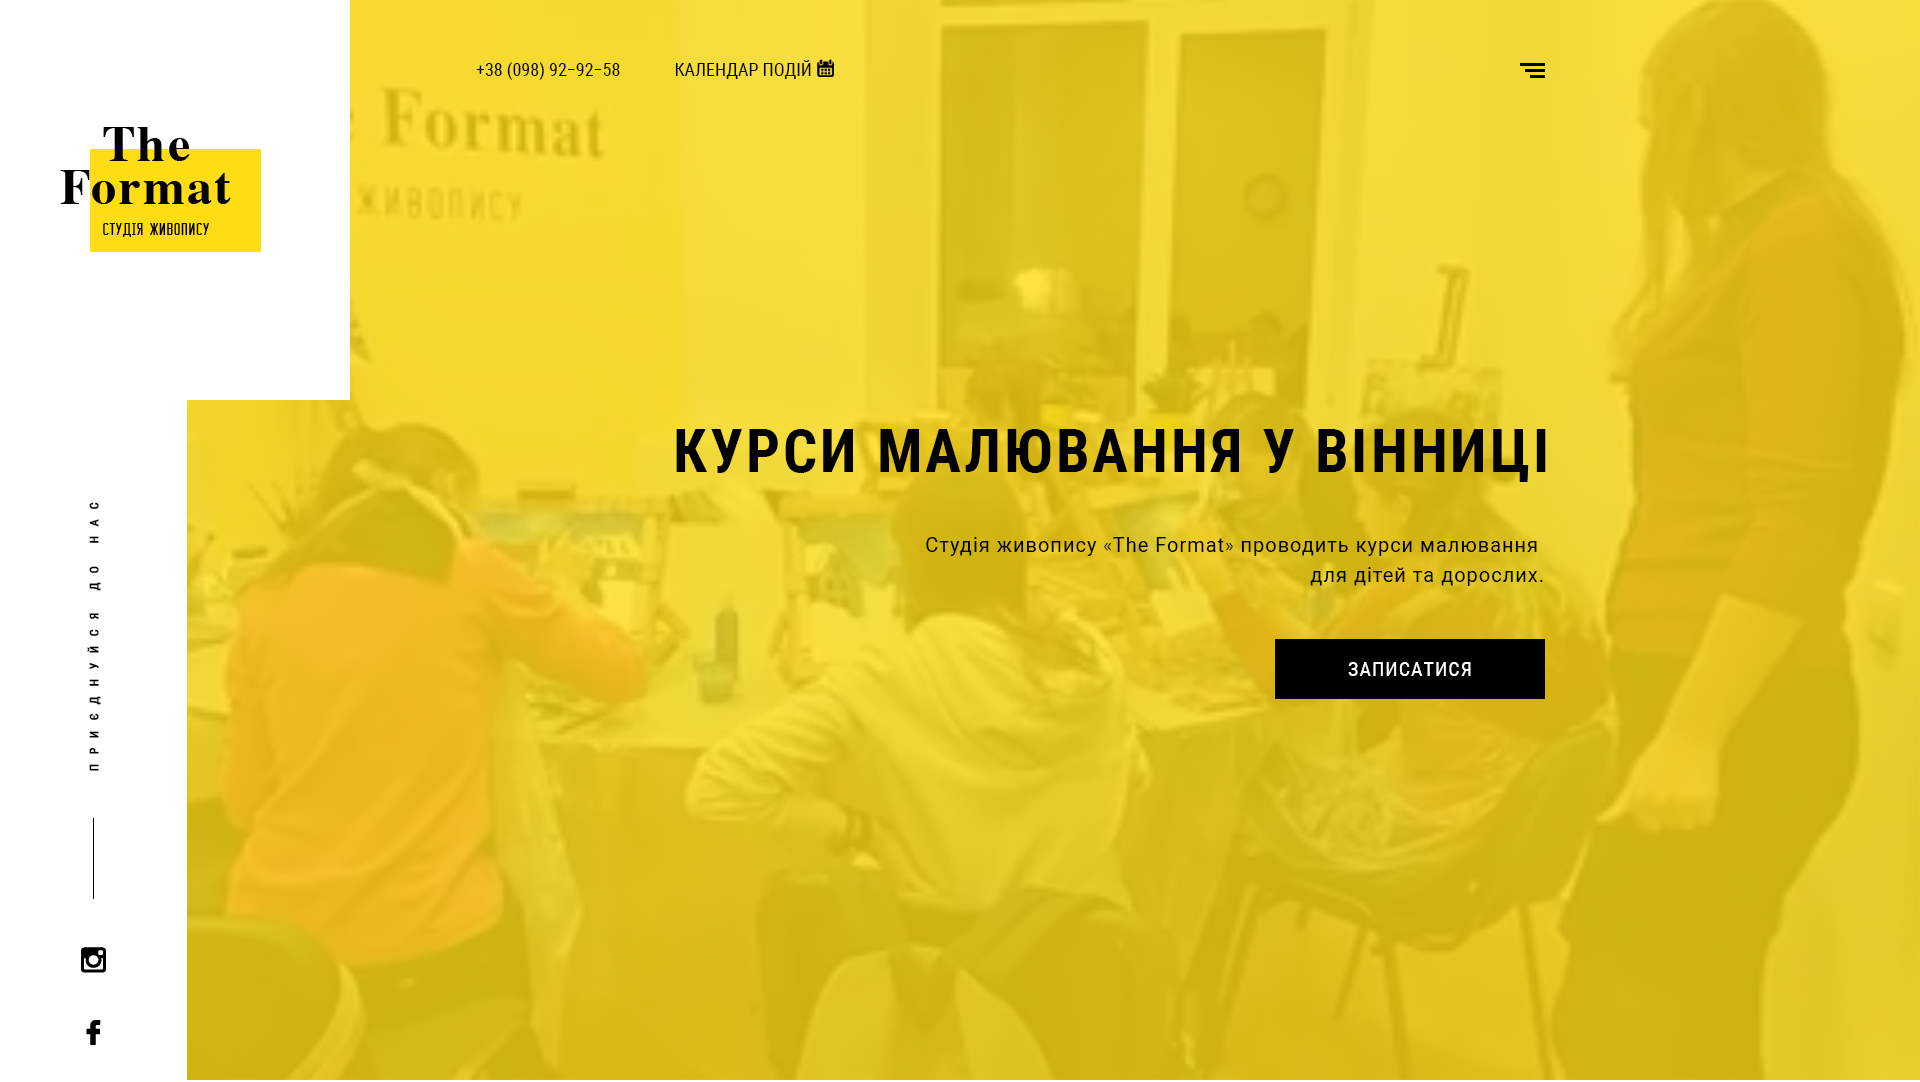 The
Format
СТУДІЯ ЖИВОПИСУ
+38 (098) 92-92-58
КАЛЕНДАР ПОДІЙ
Format
ЖИВОПИСУ
КУРСИ МАЛЮВАННЯ У ВІННИЦІ
Студія живопису «The Format» проводить курси малювання
для дітей та дорослих.
ЗАПИСАТИСЯ
ПРИЄДНУЙСЯ ДО НАС